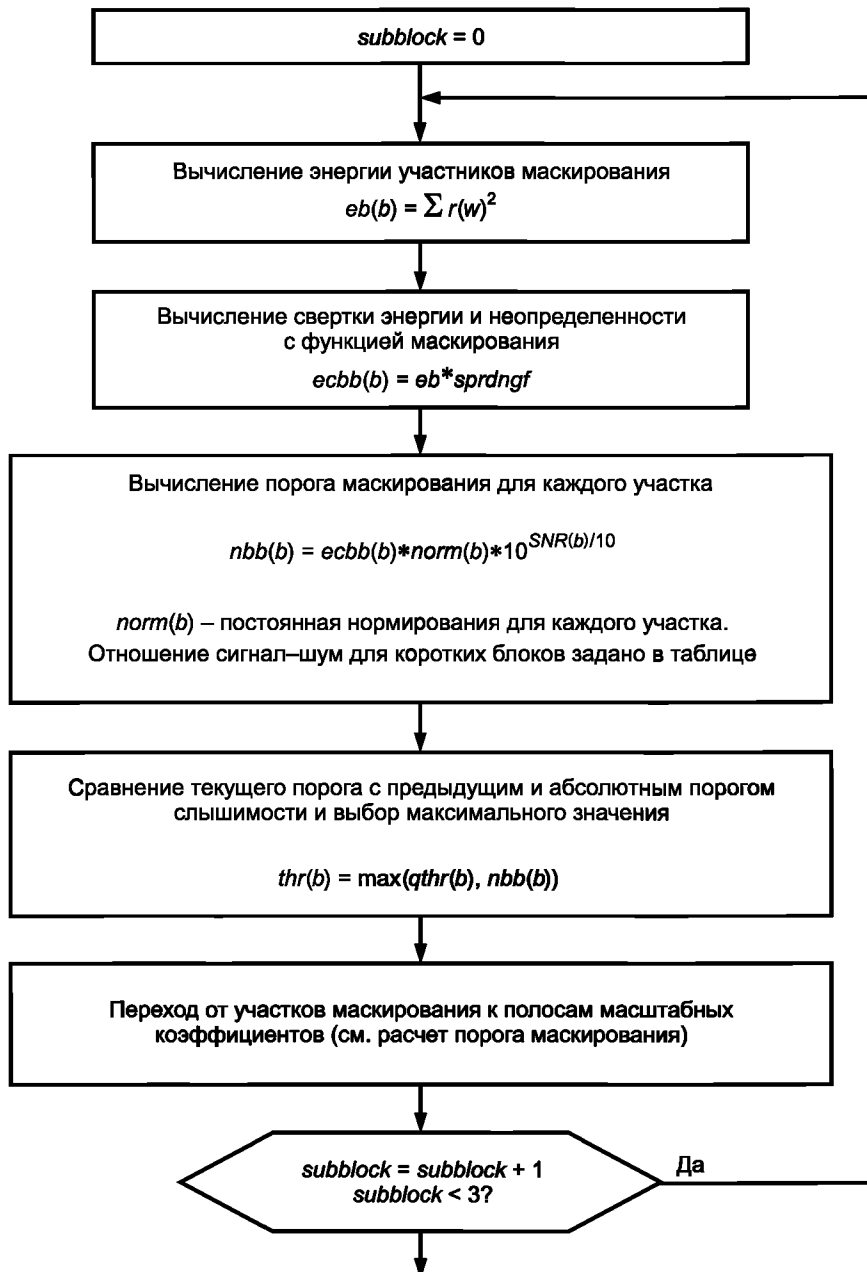 subblock = 0
Вычисление энергии участников маскирования
eb(b) = Σ r(w)²
Вычисление свертки энергии и неопределенности
с функцией маскирования
ecbb(b) = eb*sprdngf
Вычисление порога маскирования для каждого участка
nbb(b) = ecbb(b)*norm(b)*10^SNR(b)/10
norm(b) – постоянная нормирования для каждого участка.
Отношение сигнал–шум для коротких блоков задано в таблице
Сравнение текущего порога с предыдущим и абсолютным порогом
слышимости и выбор максимального значения
thr(b) = max(qthr(b), nbb(b))
Переход от участков маскирования к полосам масштабных
коэффициентов (см. расчет порога маскирования)
subblock = subblock + 1
subblock < 3?
Да